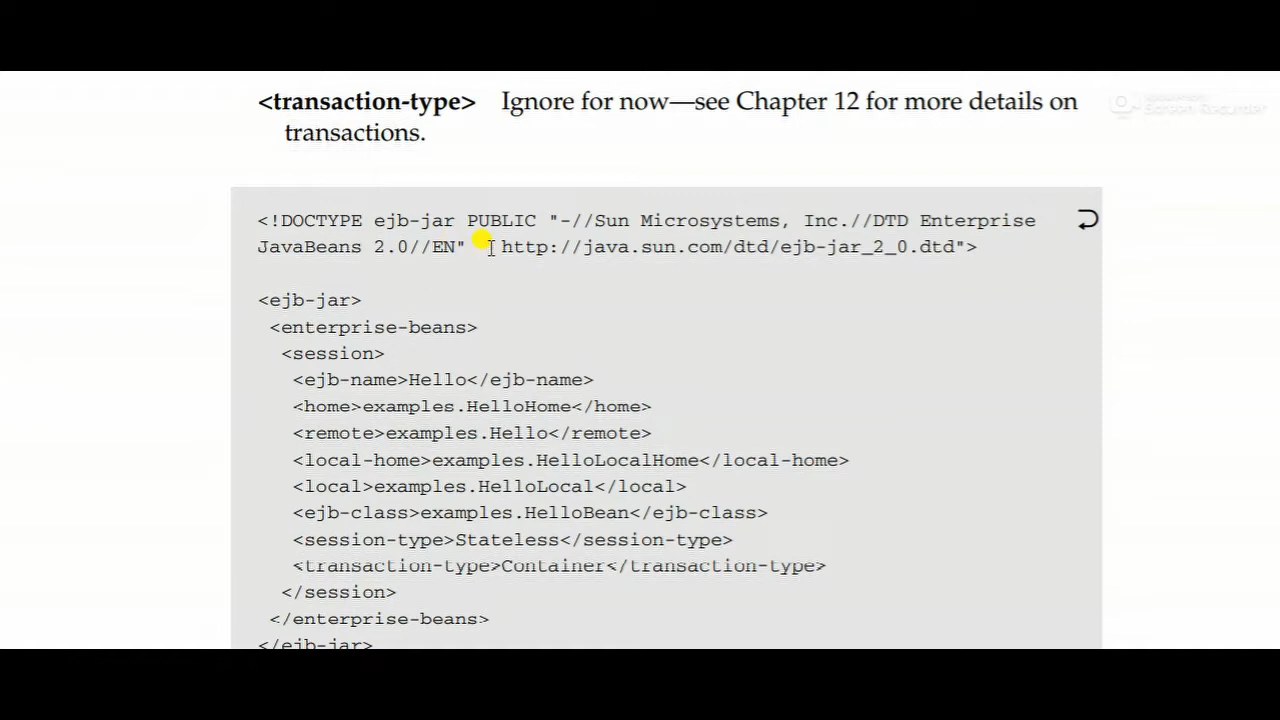 <transaction-type> Ignore for now—see Chapter 12 for more details on
transactions.
Screen Recorder
<!DOCTYPE ejb-jar PUBLIC "-//Sun Microsystems, Inc.//DTD Enterprise
JavaBeans 2.0//EN" "http://java.sun.com/dtd/ejb-jar_2_0.dtd">
<ejb-jar>
<enterprise-beans>
<session>
<ejb-name>Hello</ejb-name>
<home>examples.HelloHome</home>
<remote>examples.Hello</remote>
<local-home>examples.HelloLocalHome</local-home>
<local>examples.HelloLocal</local>
<ejb-class>examples.HelloBean</ejb-class>
<session-type>Stateless</session-type>
<transaction-type>Container</transaction-type>
</session>
</enterprise-beans>
</ejb-jar>